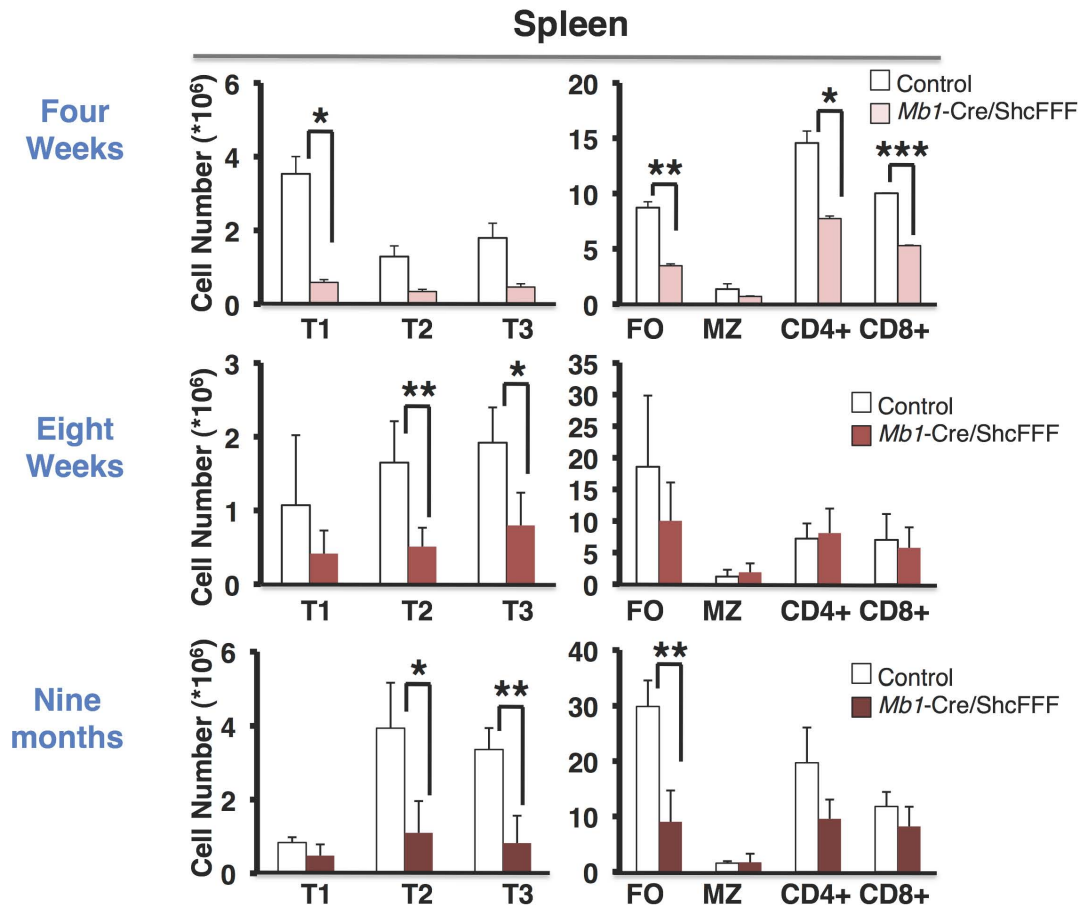 Spleen
Four
Weeks
Cell Number (*10⁶)
6
4
2
0
*
T1 T2 T3
20
15
10
5
0
**
*
***
FO MZ CD4+ CD8+
Control
Mb1-Cre/ShcFFF
Eight
Weeks
Cell Number (*10⁶)
3
2
1
0
**
*
T1 T2 T3
35
30
25
20
15
10
5
0
FO MZ CD4+ CD8+
Control
Mb1-Cre/ShcFFF
Nine
months
Cell Number (*10⁶)
6
4
2
0
*
**
T1 T2 T3
40
30
20
10
0
**
FO MZ CD4+ CD8+
Control
Mb1-Cre/ShcFFF